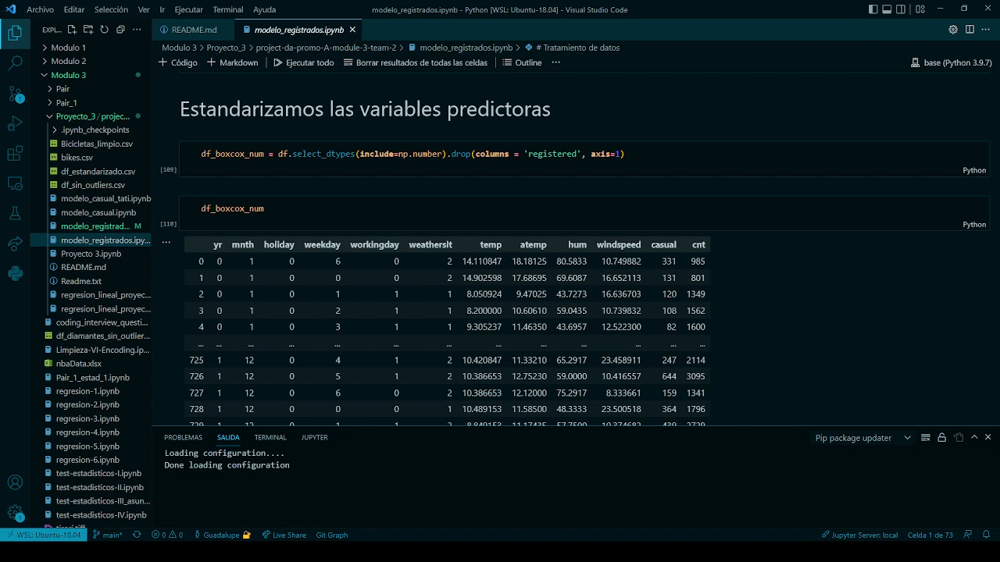 Archivo Editar Selección Ver Ir Ejecutar Terminal Ayuda modelo_registrados.ipynb - Python [WSL: Ubuntu-18.04] - Visual Studio Code
EXPL...
README.md modelo_registrados.ipynb
Modulo 3 > Proyecto_3 > project-da-promo-A-module-3-team-2 > modelo_registrados.ipynb > # Tratamiento de datos
+ Código + Markdown Ejecutar todo Borrar resultados de todas las celdas Outline ... base (Python 3.9.7)
Modulo 1
Modulo 2
Modulo 3
Pair
Pair_1
Proyecto_3 / projec...
.ipynb_checkpoints
Bicicletas_limpio.csv
bikes.csv
df_estandarizado.csv
df_sin_outliers.csv
modelo_casual_tati.ipynb
modelo_casual.ipynb
modelo_registrad... M
modelo_registrados.ipy...
Proyecto 3.ipynb
README.md
Readme.txt
regresion_lineal_proyec...
regresion_lineal_proyec...
coding_interview_questi...
df_diamantes_sin_outlier...
Limpieza-VI-Encoding.ip...
nbaData.xlsx
Pair_1_estad_1.ipynb
regresion-1.ipynb
regresion-2.ipynb
regresion-3.ipynb
regresion-4.ipynb
regresion-5.ipynb
regresion-6.ipynb
test-estadisticos-I.ipynb
test-estadisticos-II.ipynb
test-estadisticos-III_asun...
test-estadisticos-IV.ipynb
Estandarizamos las variables predictoras
df_boxcox_num = df.select_dtypes(include=np.number).drop(columns = 'registered', axis=1)
[109] Python
df_boxcox_num
[110] Python
...
yr mnth holiday weekday workingday weathersit temp atemp hum windspeed casual cnt
0 0 1 0 6 0 2 14.110847 18.18125 80.5833 10.749882 331 985
1 0 1 0 0 0 2 14.902598 17.68695 69.6087 16.652113 131 801
2 0 1 0 1 1 1 8.050924 9.47025 43.7273 16.636703 120 1349
3 0 1 0 2 1 1 8.200000 10.60610 59.0435 10.739832 108 1562
4 0 1 0 3 1 1 9.305237 11.46350 43.6957 12.522300 82 1600
... ... ... ... ... ... ... ... ... ... ... ... ...
725 1 12 0 4 1 2 10.420847 11.33210 65.2917 23.458911 247 2114
726 1 12 0 5 1 2 10.386653 12.75230 59.0000 10.416557 644 3095
727 1 12 0 6 0 2 10.386653 12.12000 75.2917 8.333661 159 1341
728 1 12 0 0 0 1 10.489153 11.58500 48.3333 23.500518 364 1796
729 1 12 0 1 1 2 8.849153 11.17435 57.7500 10.374682 439 2729
PROBLEMAS SALIDA TERMINAL JUPYTER Pip package updater
Loading configuration....
Done loading configuration
WSL: Ubuntu-18.04 main* 0 0 Guadalupe Live Share Git Graph Jupyter Server: local Celda 1 de 73